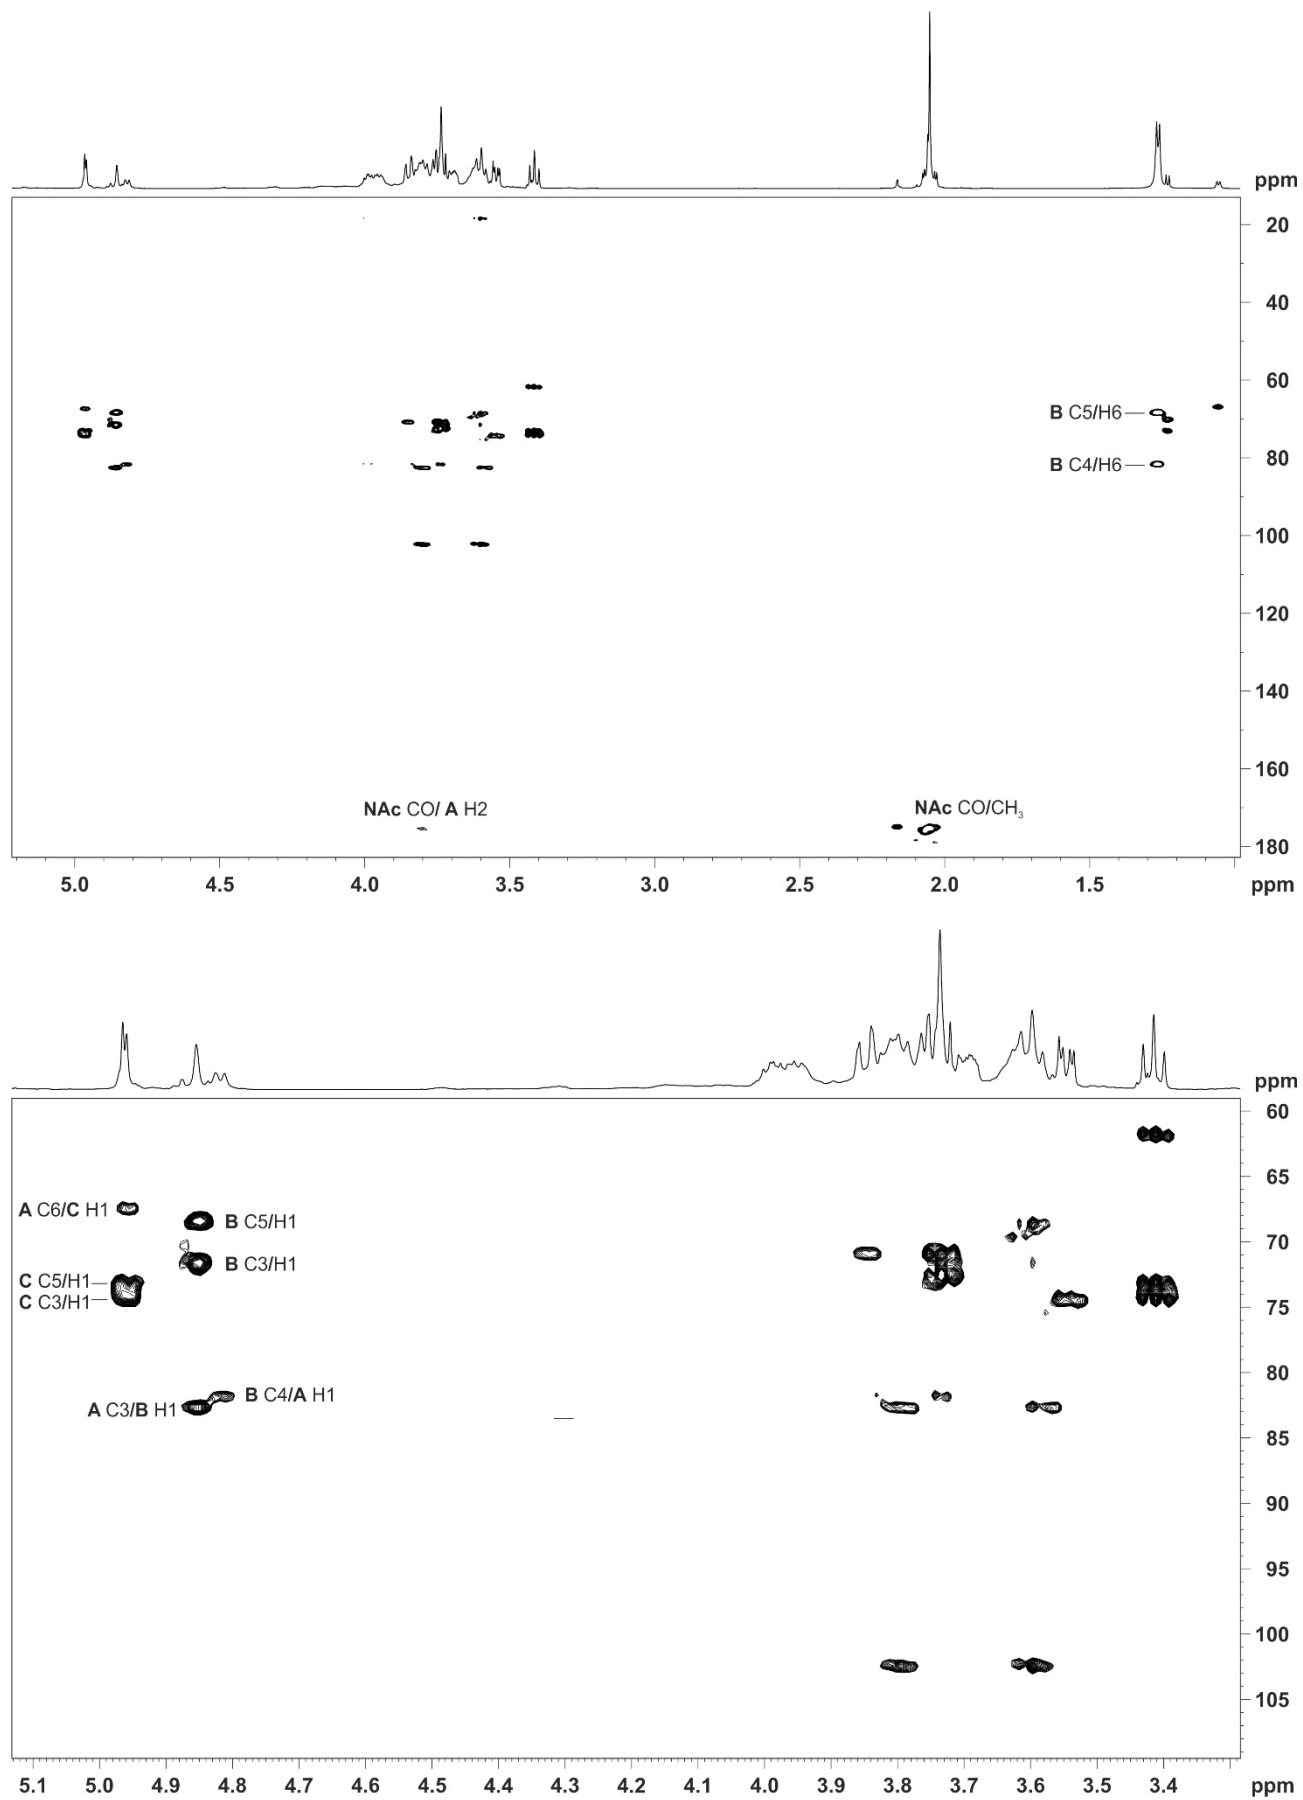 ppm
20
40
60
B C5/H6
80
B C4/H6
100
120
140
160
NAc CO/ A H2
NAc CO/CH₃
180
5.0 4.5 4.0 3.5 3.0 2.5 2.0 1.5 ppm
ppm
60
65
A C6/C H1
B C5/H1
70
B C3/H1
C C5/H1
C C3/H1
75
80
B C4/A H1
A C3/B H1
85
90
95
100
105
5.1 5.0 4.9 4.8 4.7 4.6 4.5 4.4 4.3 4.2 4.1 4.0 3.9 3.8 3.7 3.6 3.5 3.4 ppm